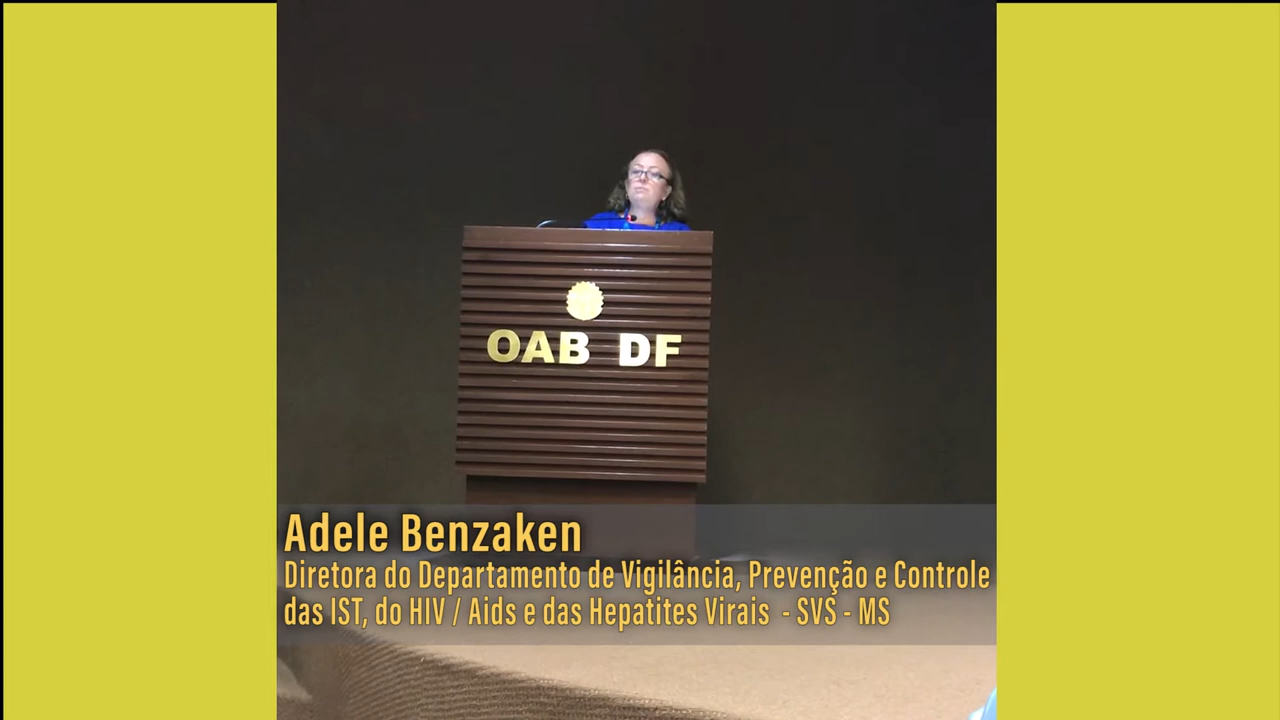 OAB DF
Adele Benzaken
Diretora do Departamento de Vigilância, Prevenção e Controle
das IST, do HIV / Aids e das Hepatites Virais - SVS - MS